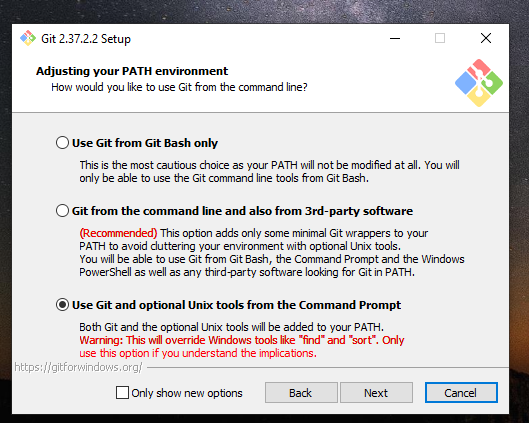 Git 2.37.2.2 Setup
Adjusting your PATH environment
How would you like to use Git from the command line?
Use Git from Git Bash only
This is the most cautious choice as your PATH will not be modified at all. You will
only be able to use the Git command line tools from Git Bash.
Git from the command line and also from 3rd-party software
(Recommended) This option adds only some minimal Git wrappers to your
PATH to avoid cluttering your environment with optional Unix tools.
You will be able to use Git from Git Bash, the Command Prompt and the Windows
PowerShell as well as any third-party software looking for Git in PATH.
Use Git and optional Unix tools from the Command Prompt
Both Git and the optional Unix tools will be added to your PATH.
Warning: This will override Windows tools like "find" and "sort". Only
use this option if you understand the implications.
https://gitforwindows.org/
Only show new options
Back
Next
Cancel